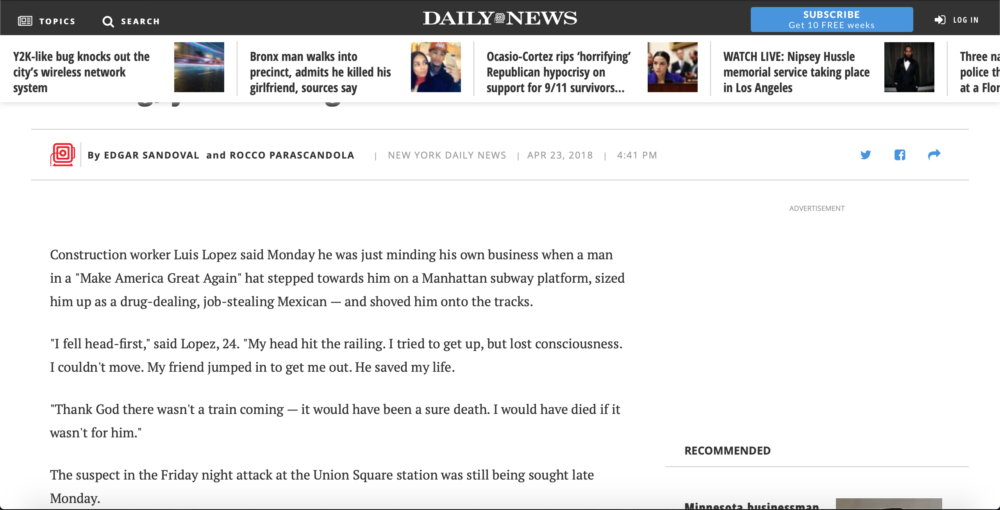 TOPICS
SEARCH
DAILY NEWS
SUBSCRIBE
Get 10 FREE weeks
LOG IN
Y2K-like bug knocks out the
city’s wireless network
system
Bronx man walks into
precinct, admits he killed his
girlfriend, sources say
Ocasio-Cortez rips ‘horrifying’
Republican hypocrisy on
support for 9/11 survivors...
WATCH LIVE: Nipsey Hussle
memorial service taking place
in Los Angeles
Three
police
at a
By EDGAR SANDOVAL and ROCCO PARASCANDOLA | NEW YORK DAILY NEWS | APR 23, 2018 | 4:41 PM
ADVERTISEMENT
Construction worker Luis Lopez said Monday he was just minding his own business when a man
in a "Make America Great Again" hat stepped towards him on a Manhattan subway platform, sized
him up as a drug-dealing, job-stealing Mexican — and shoved him onto the tracks.
"I fell head-first," said Lopez, 24. "My head hit the railing. I tried to get up, but lost consciousness.
I couldn't move. My friend jumped in to get me out. He saved my life.
"Thank God there wasn't a train coming — it would have been a sure death. I would have died if it
wasn't for him."
The suspect in the Friday night attack at the Union Square station was still being sought late
Monday.
RECOMMENDED
Minnesota businessman